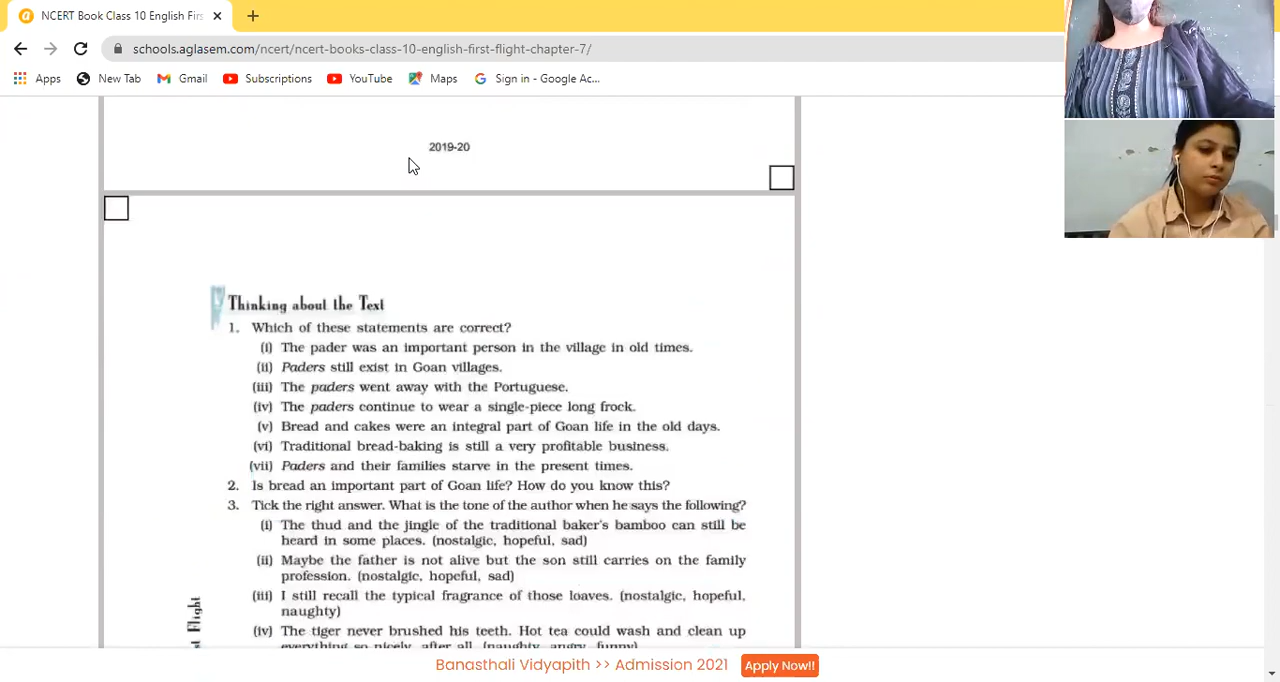 NCERT Book Class 10 English Firs
schools.aglasem.com/ncert/ncert-books-class-10-english-first-flight-chapter-7/
Apps New Tab Gmail Subscriptions YouTube Maps Sign in - Google Ac...
2019-20
Thinking about the Text
1. Which of these statements are correct?
(i) The pader was an important person in the village in old times.
(ii) Paders still exist in Goan villages.
(iii) The paders went away with the Portuguese.
(iv) The paders continue to wear a single-piece long frock.
(v) Bread and cakes were an integral part of Goan life in the old days.
(vi) Traditional bread-baking is still a very profitable business.
(vii) Paders and their families starve in the present times.
2. Is bread an important part of Goan life? How do you know this?
3. Tick the right answer. What is the tone of the author when he says the following?
(i) The thud and the jingle of the traditional baker's bamboo can still be
heard in some places. (nostalgic, hopeful, sad)
(ii) Maybe the father is not alive but the son still carries on the family
profession. (nostalgic, hopeful, sad)
(iii) I still recall the typical fragrance of those loaves. (nostalgic, hopeful,
naughty)
(iv) The tiger never brushed his teeth. Hot tea could wash and clean up
everything so nicely, after all. (naughty, angry, funny)
Flight
Banasthali Vidyapith >> Admission 2021 Apply Now!!